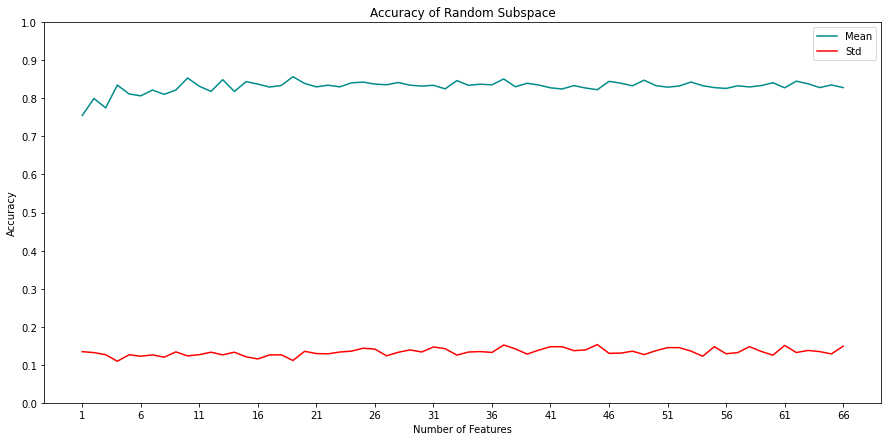 Accuracy of Random Subspace
Mean
Std
Accuracy
1.0
0.9
0.8
0.7
0.6
0.5
0.4
0.3
0.2
0.1
0.0
1 6 11 16 21 26 31 36 41 46 51 56 61 66
Number of Features